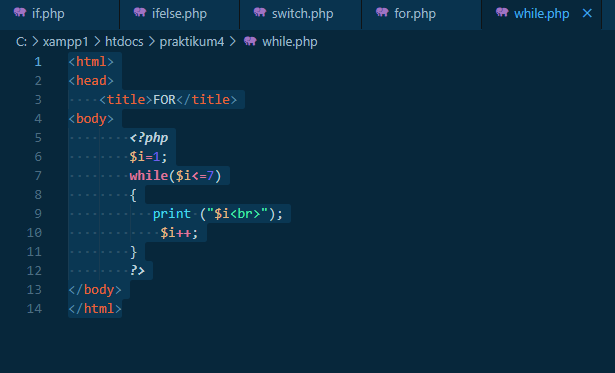 if.php ifelse.php switch.php for.php while.php ×
C: > xampp1 > htdocs > praktikum4 > while.php
1 <html>
2 <head>
3 <title>FOR</title>
4 <body>
5 <?php
6 $i=1;
7 while($i<=7)
8 {
9 print ("$i<br>");
10 $i++;
11 }
12 ?>
13 </body>
14 </html>